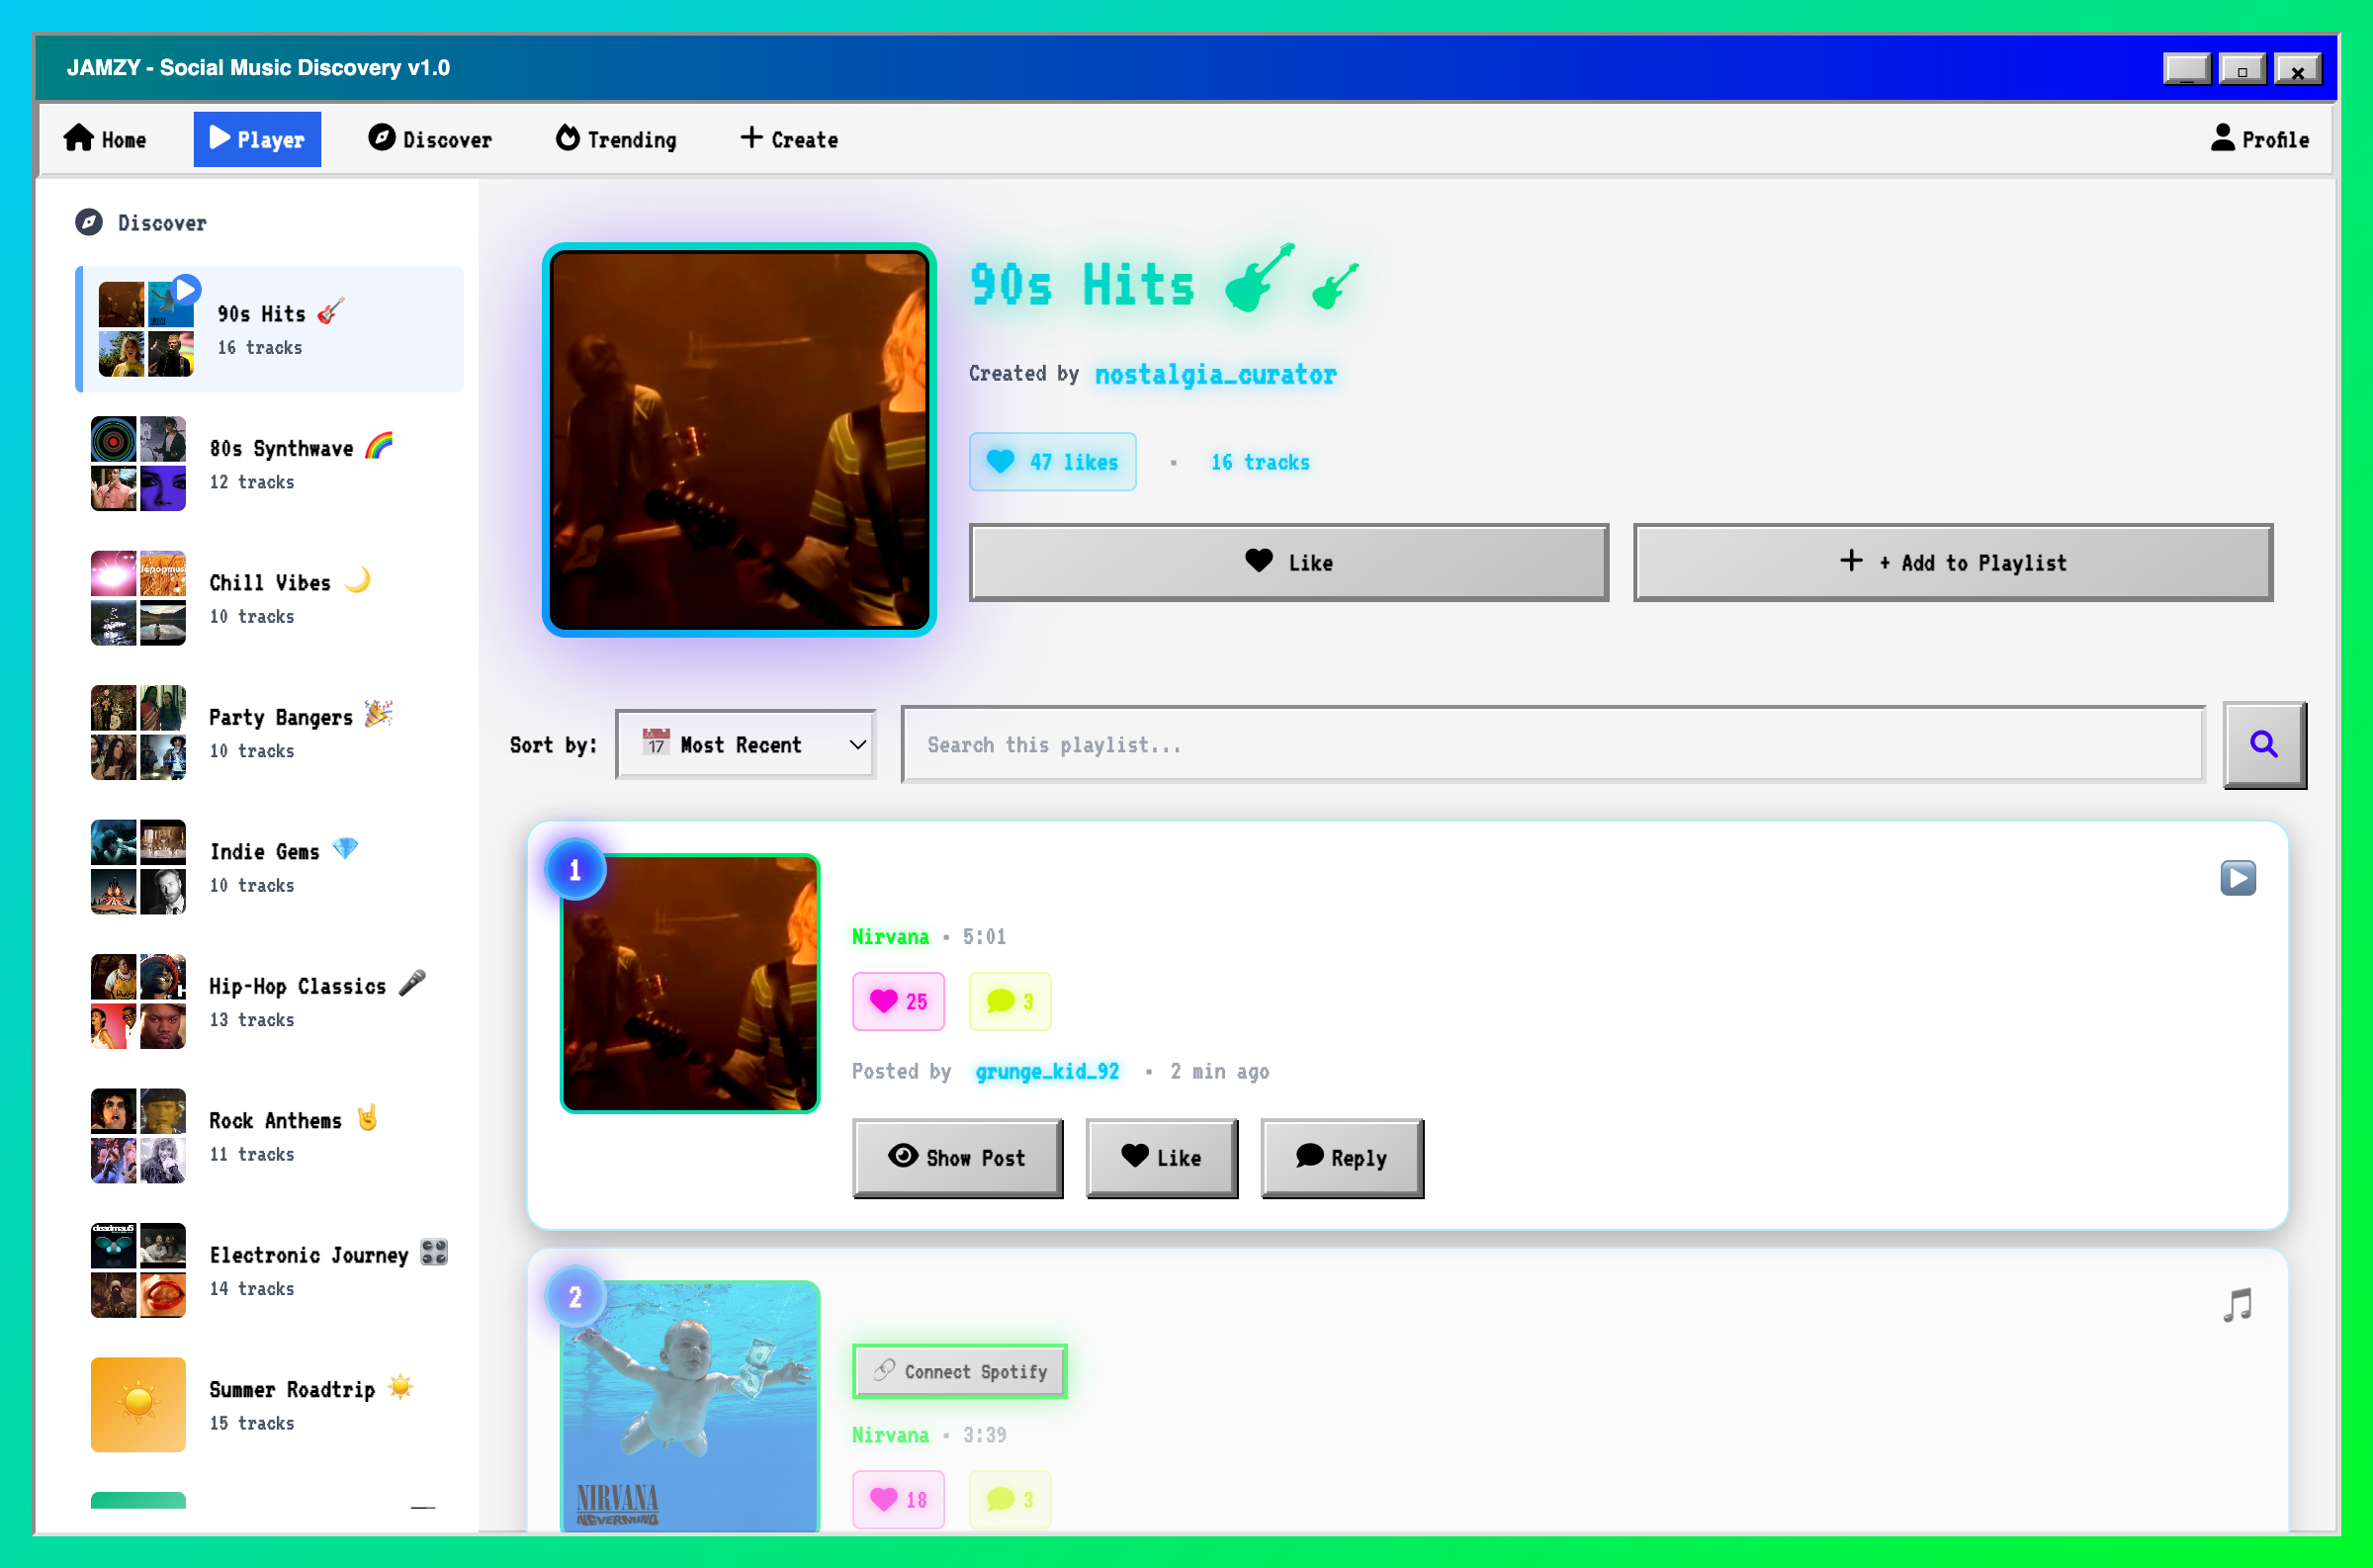 JAMZY - Social Music Discovery v1.0
Home
Player
Discover
Trending
+ Create
Profile
Discover
90s Hits 🎸
16 tracks
80s Synthwave 🌈
12 tracks
Chill Vibes 🌙
10 tracks
Party Bangers 🎉
10 tracks
Indie Gems 💎
10 tracks
Hip-Hop Classics 🎤
13 tracks
Rock Anthems 🤘
11 tracks
Electronic Journey 🎛️
14 tracks
Summer Roadtrip ☀️
15 tracks
90s Hits 🎸 🎸
Created by nostalgia_curator
47 likes • 16 tracks
Like
+ + Add to Playlist
Sort by:
17 Most Recent
Search this playlist...
1
Nirvana • 5:01
25
3
Posted by grunge_kid_92 • 2 min ago
Show Post
Like
Reply
2
Connect Spotify
Nirvana • 3:39
18
3
NIRVANA
NEVERMIND